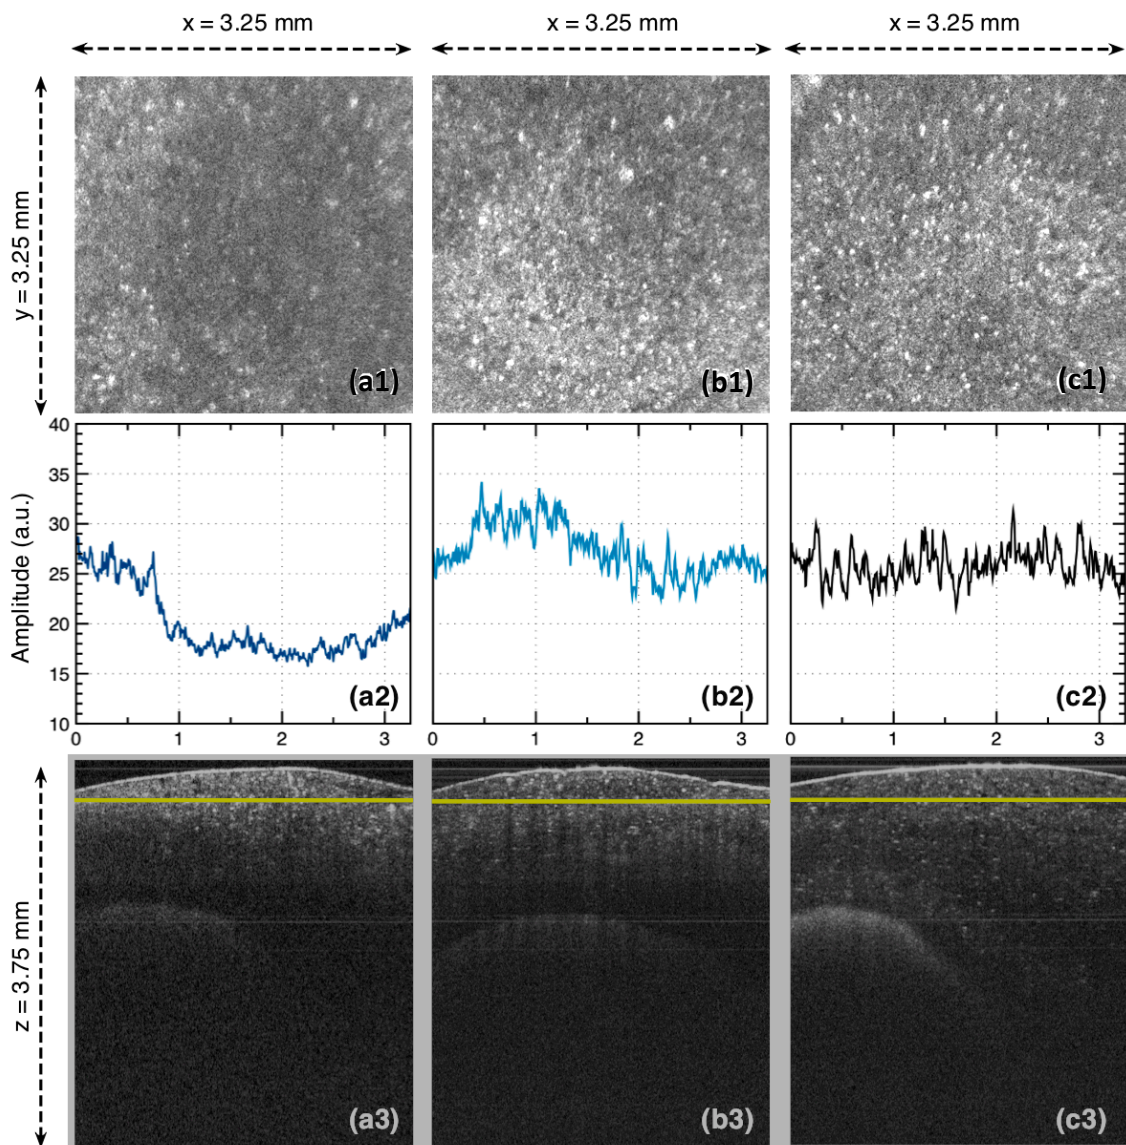 x = 3.25 mm
x = 3.25 mm
x = 3.25 mm
y = 3.25 mm
(a1)
(b1)
(c1)
Amplitude (a.u.)
40
35
30
25
20
15
10
(a2)
(b2)
(c2)
0 1 2 3
0 1 2 3
0 1 2 3
z = 3.75 mm
(a3)
(b3)
(c3)